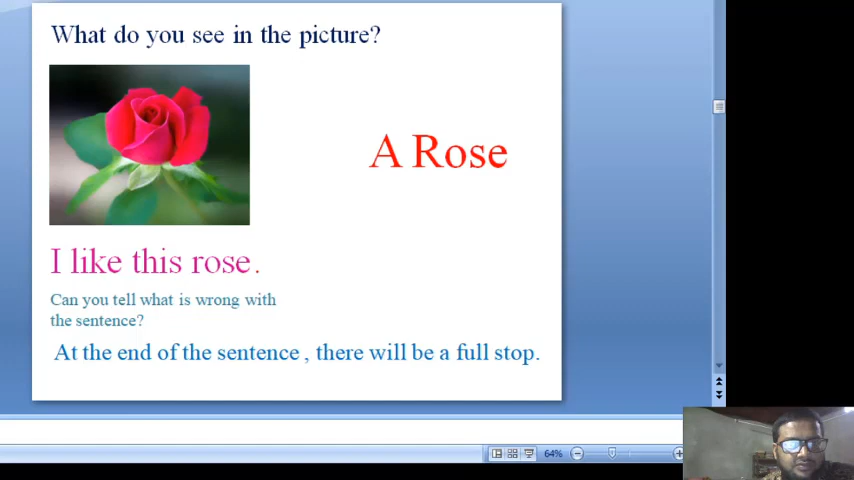 What do you see in the picture?
A Rose
I like this rose.
Can you tell what is wrong with
the sentence?
At the end of the sentence , there will be a full stop.
64%